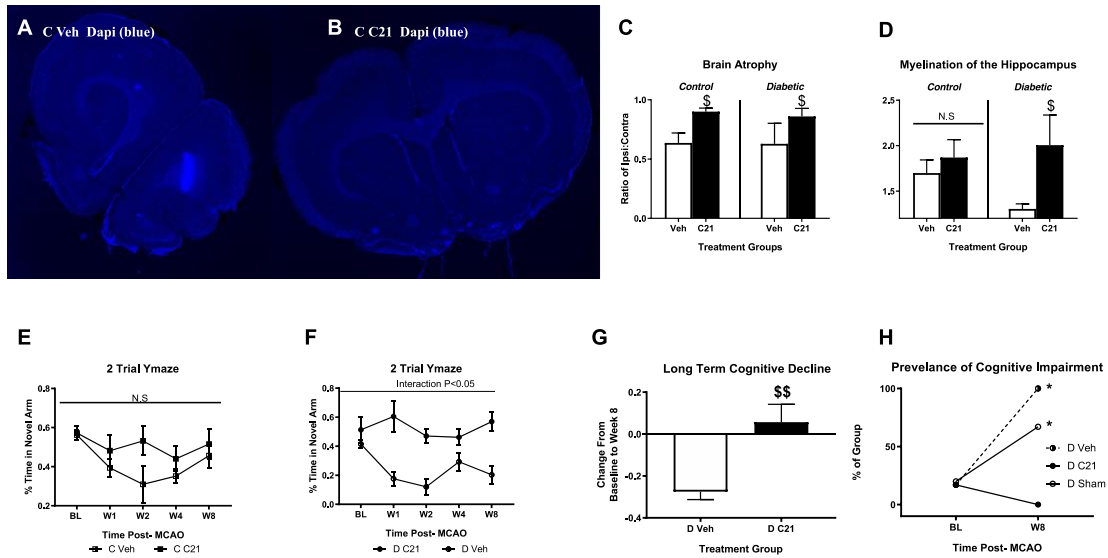 A C Veh Dapi (blue)
B C C21 Dapi (blue)
C
Brain Atrophy
Control Diabetic
$ $
Ratio of Ipsi:Contra
1.0
0.5
0.0
Veh C21 Veh C21
Treatment Groups
D
Myelination of the Hippocampus
Control Diabetic
N.S $
2.5
2.0
1.5
Veh C21 Veh C21
Treatment Group
E
2 Trial Ymaze
N.S
% Time in Novel Arm
0.8
0.6
0.4
0.2
BL W1 W2 W4 W8
Time Post- MCAO
C Veh C C21
F
2 Trial Ymaze
Interaction P<0.05
% Time in Novel Arm
0.8
0.6
0.4
0.2
0.0
BL W1 W2 W4 W8
Time Post- MCAO
D C21 D Veh
G
Long Term Cognitive Decline
$$
Change From
Baseline to Week 8
0.4
0.2
0.0
-0.2
-0.4
D Veh D C21
Treatment Group
H
Prevelance of Cognitive Impairment
% of Group
100
50
0
*
*
D Veh
D C21
D Sham
BL W8
Time Post- MCAO